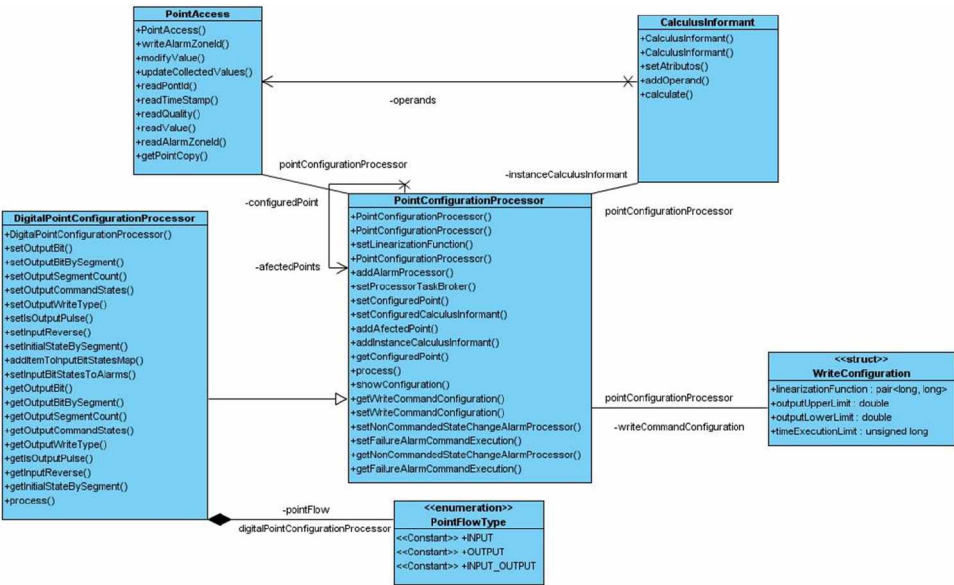 PointAccess
+PointAccess()
+writeAlarmZoneId()
+modifyValue()
+updateCollectedValues()
+readPontId()
+readTimeStamp()
+readQuality()
+readValue()
+readAlarmZoneId()
+getPointCopy()
CalculusInformant
+CalculusInformant()
+CalculusInformant()
+setAtributos()
+addOperand()
+calculate()
-operands
pointConfigurationProcessor
-instanceCalculusInformant
-configuredPoint
pointConfigurationProcessor
-afectedPoints
DigitalPointConfigurationProcessor
+DigitalPointConfigurationProcessor()
+setOutputBit()
+setOutputBitBySegment()
+setOutputSegmentCount()
+setOutputCommandStates()
+setOutputWriteType()
+setIsOutputPulse()
+setInputReverse()
+setInitialStateBySegment()
+addItemToInputBitStatesMap()
+setInputBitStatesToAlarms()
+getOutputBit()
+getOutputBitBySegment()
+getOutputSegmentCount()
+getOutputCommandStates()
+getOutputWriteType()
+getIsOutputPulse()
+getInputReverse()
+getInitialStateBySegment()
+process()
PointConfigurationProcessor
+PointConfigurationProcessor()
+PointConfigurationProcessor()
+setLinearizationFunction()
+PointConfigurationProcessor()
+addAlarmProcessor()
+setProcessorTaskBroker()
+setConfiguredPoint()
+setConfiguredCalculusInformant()
+addAfectedPoint()
+addInstanceCalculusInformant()
+getConfiguredPoint()
+process()
+showConfiguration()
+getWriteCommandConfiguration()
+setWriteCommandConfiguration()
+setNonCommandedStateChangeAlarmProcessor()
+setFailureAlarmCommandExecution()
+getNonCommandedStateChangeAlarmProcessor()
+getFailureAlarmCommandExecution()
pointConfigurationProcessor
-writeCommandConfiguration
<<struct>>
WriteConfiguration
+linearizationFunction : pair<long, long>
+outputUpperLimit : double
+outputLowerLimit : double
+timeExecutionLimit : unsigned long
-pointFlow
digitalPointConfigurationProcessor
<<enumeration>>
PointFlowType
<<Constant>> +INPUT
<<Constant>> +OUTPUT
<<Constant>> +INPUT_OUTPUT